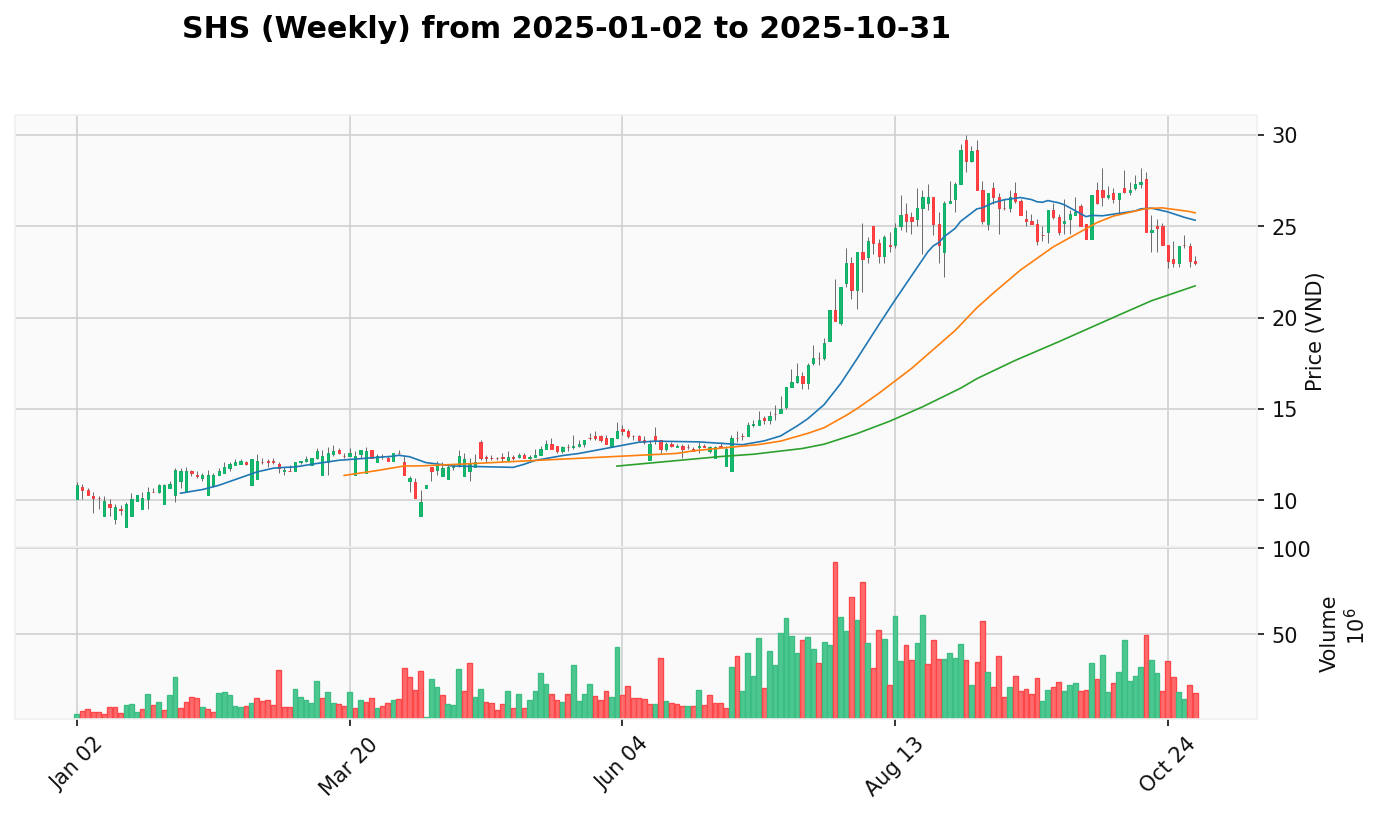 SHS (Weekly) from 2025-01-02 to 2025-10-31
30
25
20
15
10
Price (VND)
100
50
Volume
10⁶
Jan 02
Mar 20
Jun 04
Aug 13
Oct 24